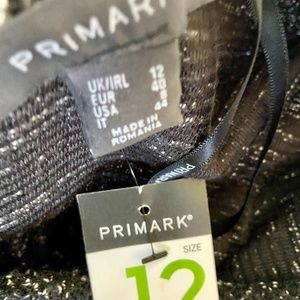 PRIMARK
UK/IRL 12
EUR 40
USA 8
IT 44
MADE IN
ROMANIA
PRIMARK®
SIZE
12